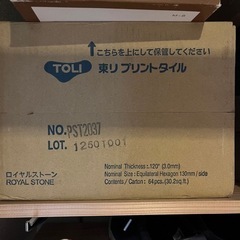 ↑こちらを上にして保管してください
TOLI 東リ プリントタイル
NO. PST2037
LOT. 12601001
ロイヤルストーン
ROYAL STONE
Nominal Thickness: .120" (3.0mm)
Nominal Size: Equilateral Hexagon 130mm/side
Contents / Carton: 64pcs. (30.2sq.ft.)